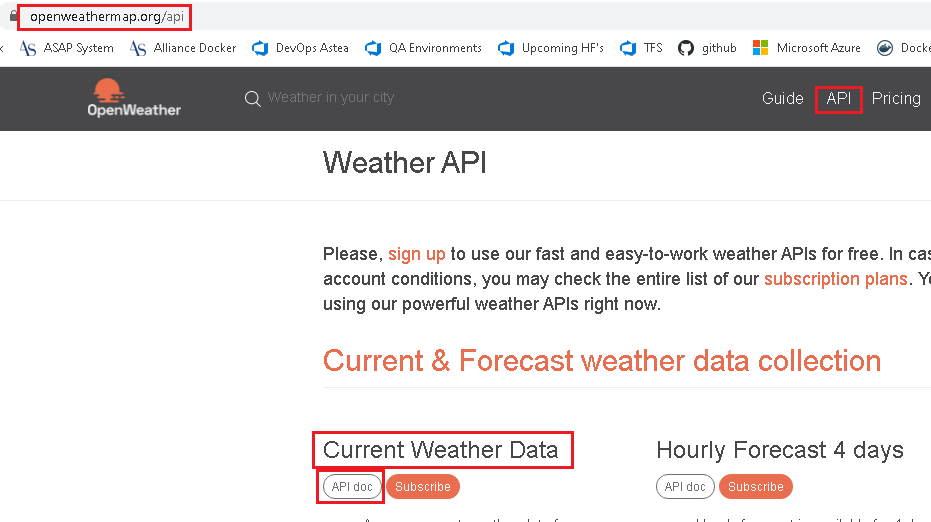 openweathermap.org/api
ASAP System Alliance Docker DevOps Astea QA Environments Upcoming HF's TFS github Microsoft Azure Docke
OpenWeather Weather in your city Guide API Pricing
Weather API
Please, sign up to use our fast and easy-to-work weather APIs for free. In cas
account conditions, you may check the entire list of our subscription plans. Yo
using our powerful weather APIs right now.
Current & Forecast weather data collection
Current Weather Data Hourly Forecast 4 days
API doc Subscribe API doc Subscribe